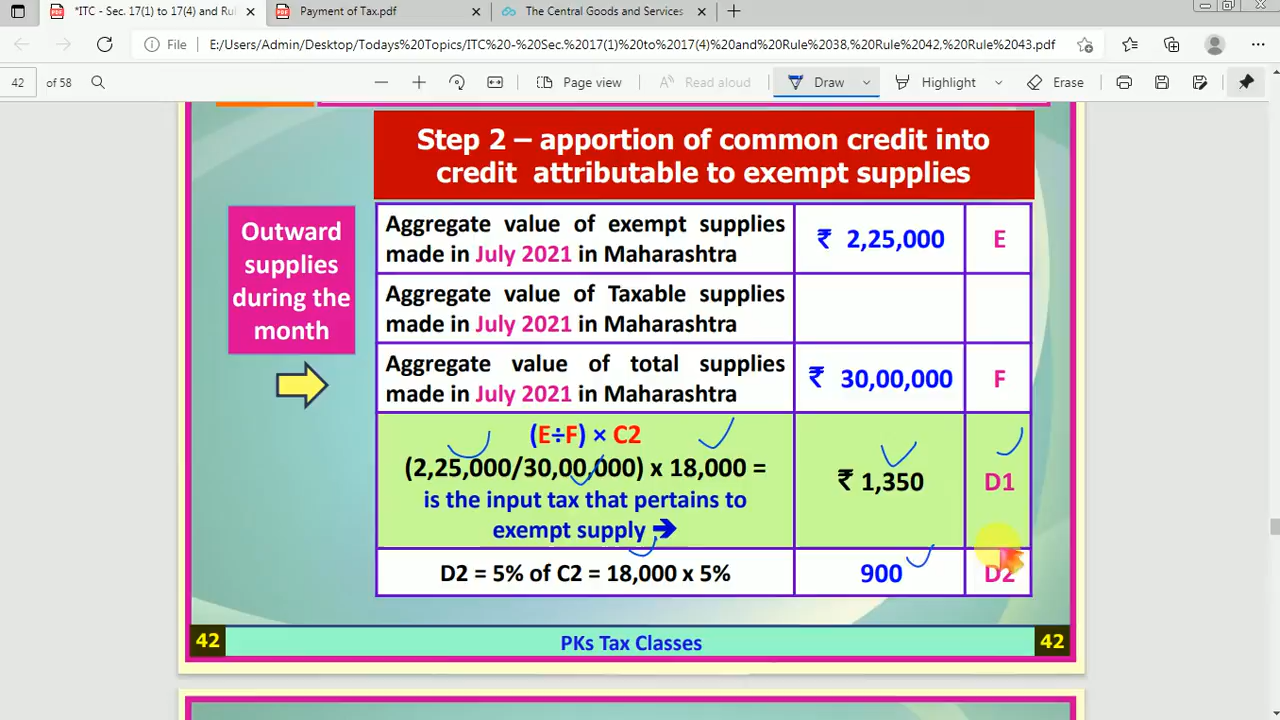 *ITC - Sec. 17(1) to 17(4) and Rul
Payment of Tax.pdf
The Central Goods and Services
File
E:/Users/Admin/Desktop/Todays%20Topics/ITC%20.%20Sec.%2017(1)%20to%2017(4)%20and%20Rule%2038.%20Rule%2042,%20Rule%2043.pdf
42 of 58
Page view
Read aloud
Draw
Highlight
Erase
Step 2 – apportion of common credit into
credit attributable to exempt supplies
Outward
supplies
during the
month
Aggregate value of exempt supplies
made in July 2021 in Maharashtra
₹ 2,25,000
E
Aggregate value of Taxable supplies
made in July 2021 in Maharashtra
Aggregate value of total supplies
made in July 2021 in Maharashtra
₹ 30,00,000
F
(E÷F) × C2
(2,25,000/30,00,000) x 18,000 =
is the input tax that pertains to
exempt supply ➔
₹ 1,350
D1
D2 = 5% of C2 = 18,000 x 5%
900
D2
42
PKs Tax Classes
42